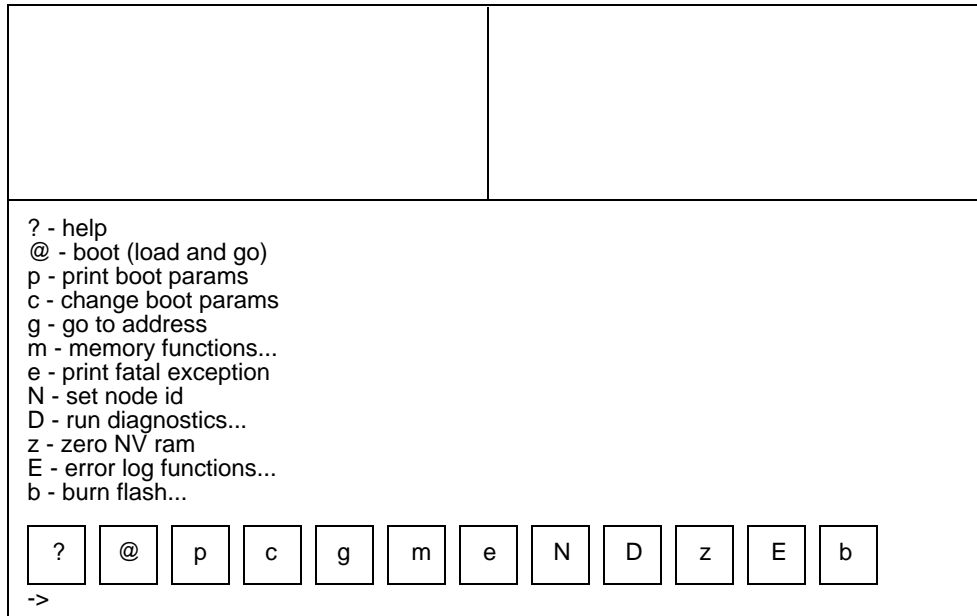 ? - help
@ - boot (load and go)
p - print boot params
c - change boot params
g - go to address
m - memory functions...
e - print fatal exception
N - set node id
D - run diagnostics...
z - zero NV ram
E - error log functions...
b - burn flash...
? @ p c g m e N D z E b
->